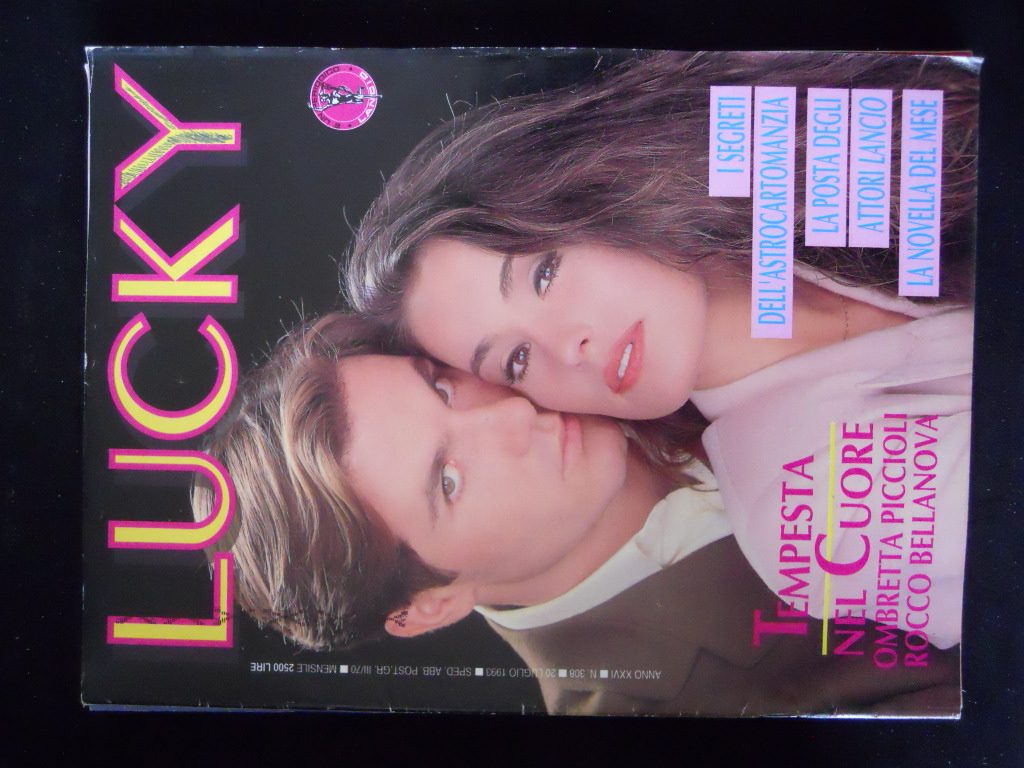 LUCKY
ANNO XXVI ■ N. 308 ■ 20 LUGLIO 1993 ■ SPED. ABB. POST. GR. III/70 ■ MENSILE 2500 LIRE
I SEGRETI
DELL'ASTROCARTOMANZIA
LA POSTA DEGLI
ATTORI LANCIO
LA NOVELLA DEL MESE
TEMPESTA
NEL CUORE
OMBRETTA PICCIOLI
ROCCO BELLANOVA